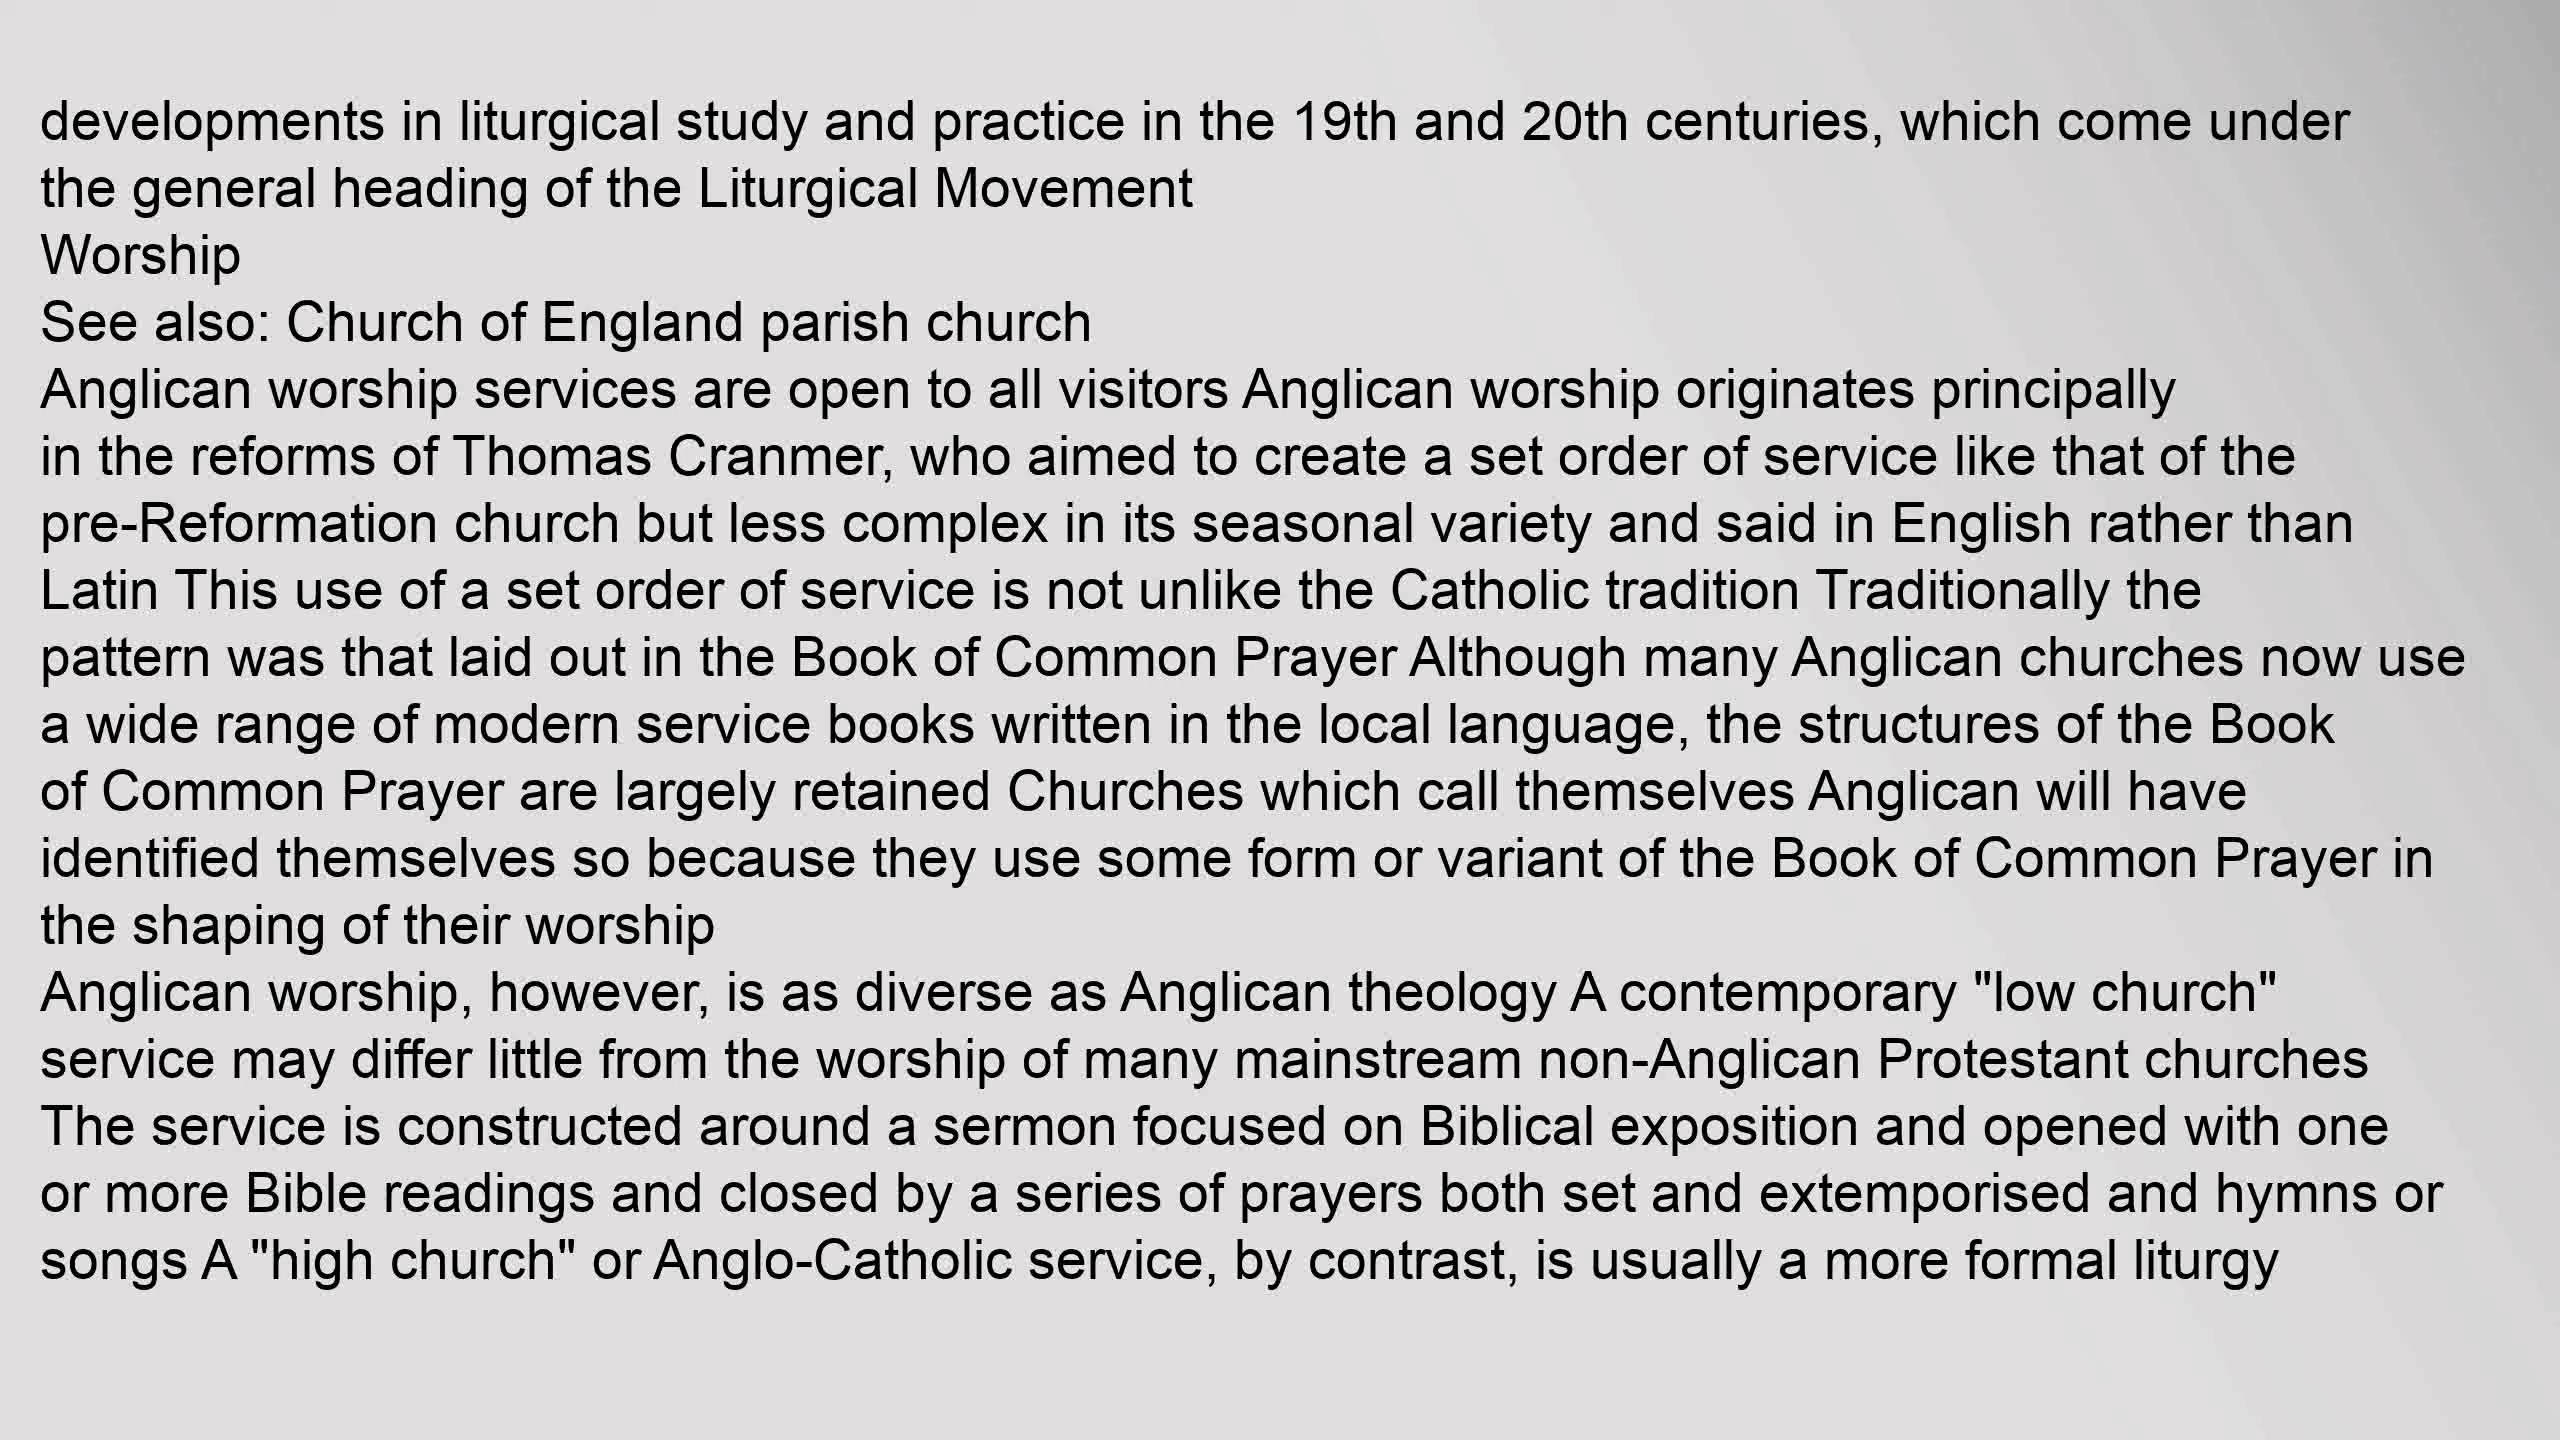 developments in liturgical study and practice in the 19th and 20th centuries, which come under
the general heading of the Liturgical Movement
Worship
See also: Church of England parish church
Anglican worship services are open to all visitors Anglican worship originates principally
in the reforms of Thomas Cranmer, who aimed to create a set order of service like that of the
pre-Reformation church but less complex in its seasonal variety and said in English rather than
Latin This use of a set order of service is not unlike the Catholic tradition Traditionally the
pattern was that laid out in the Book of Common Prayer Although many Anglican churches now use
a wide range of modern service books written in the local language, the structures of the Book
of Common Prayer are largely retained Churches which call themselves Anglican will have
identified themselves so because they use some form or variant of the Book of Common Prayer in
the shaping of their worship
Anglican worship, however, is as diverse as Anglican theology A contemporary "low church"
service may differ little from the worship of many mainstream non-Anglican Protestant churches
The service is constructed around a sermon focused on Biblical exposition and opened with one
or more Bible readings and closed by a series of prayers both set and extemporised and hymns or
songs A "high church" or Anglo-Catholic service, by contrast, is usually a more formal liturgy